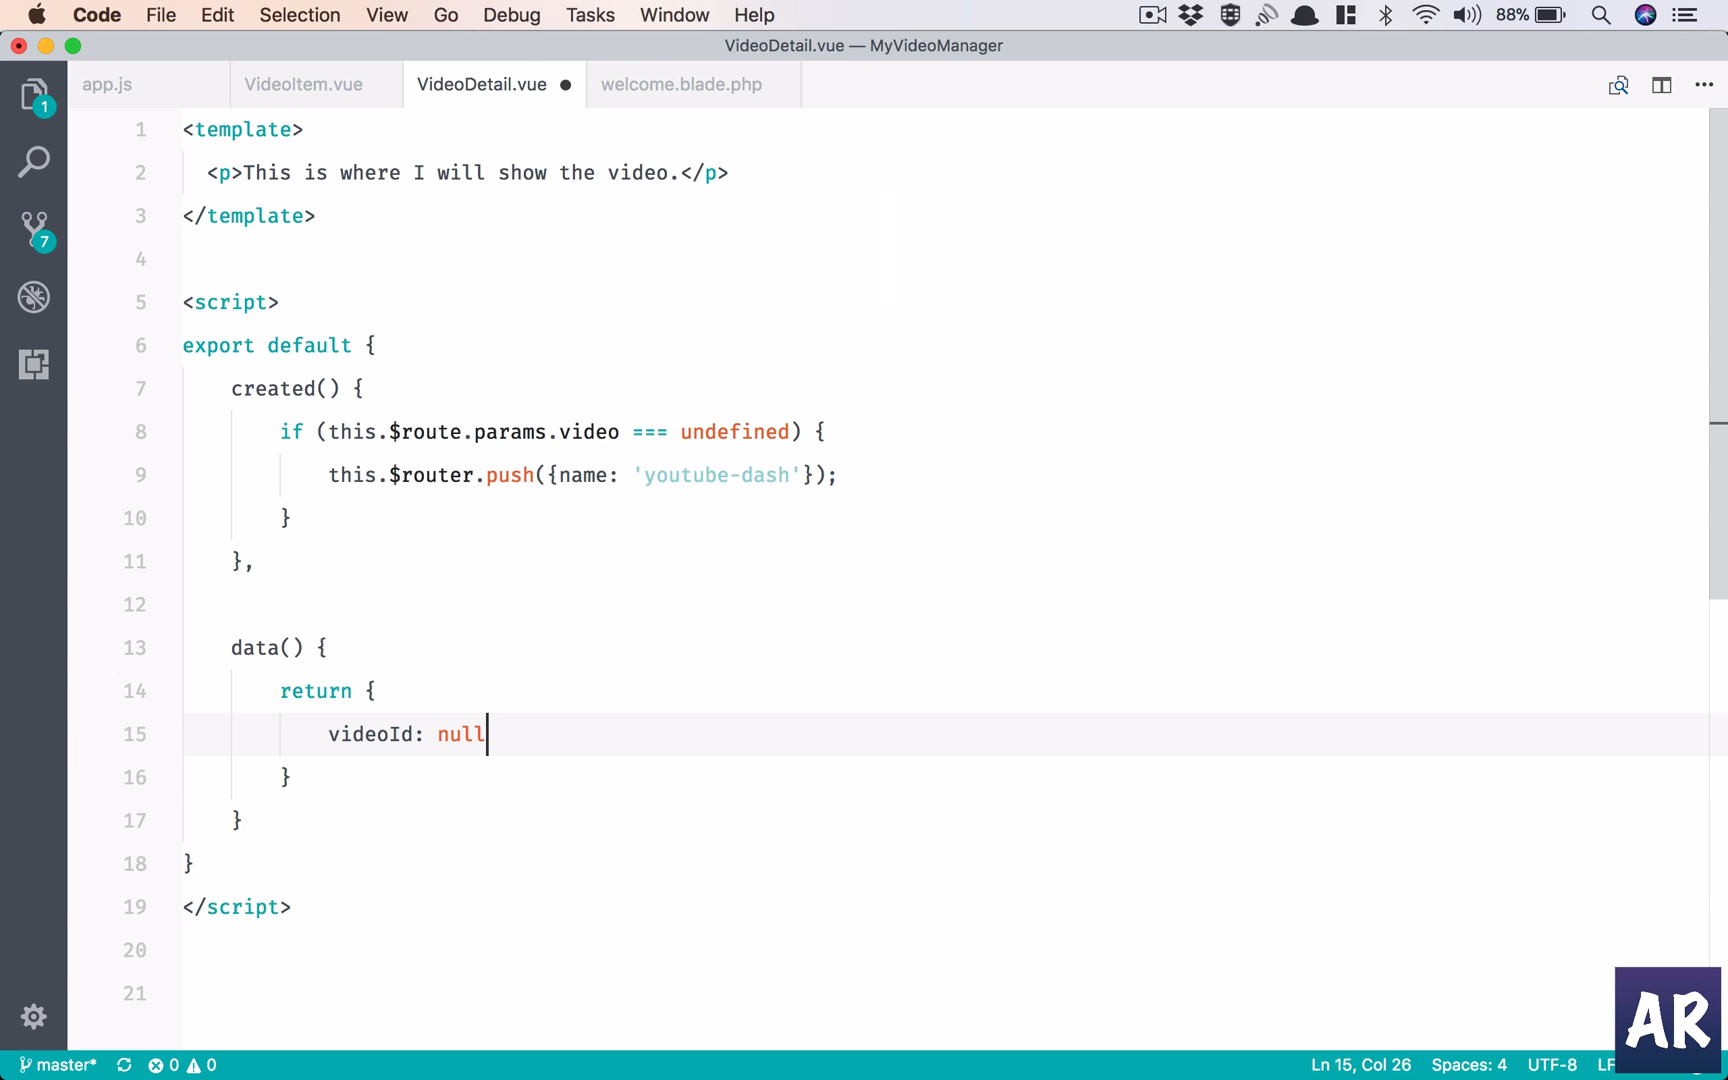 Code File Edit Selection View Go Debug Tasks Window Help 88%
VideoDetail.vue — MyVideoManager
app.js VideoItem.vue VideoDetail.vue welcome.blade.php
1
7
1 <template>
2 <p>This is where I will show the video.</p>
3 </template>
4
5 <script>
6 export default {
7 created() {
8 if (this.$route.params.video === undefined) {
9 this.$router.push({name: 'youtube-dash'});
10 }
11 },
12
13 data() {
14 return {
15 videoId: null
16 }
17 }
18 }
19 </script>
20
21
AR
master* 0 0 Ln 15, Col 26 Spaces: 4 UTF-8 LF